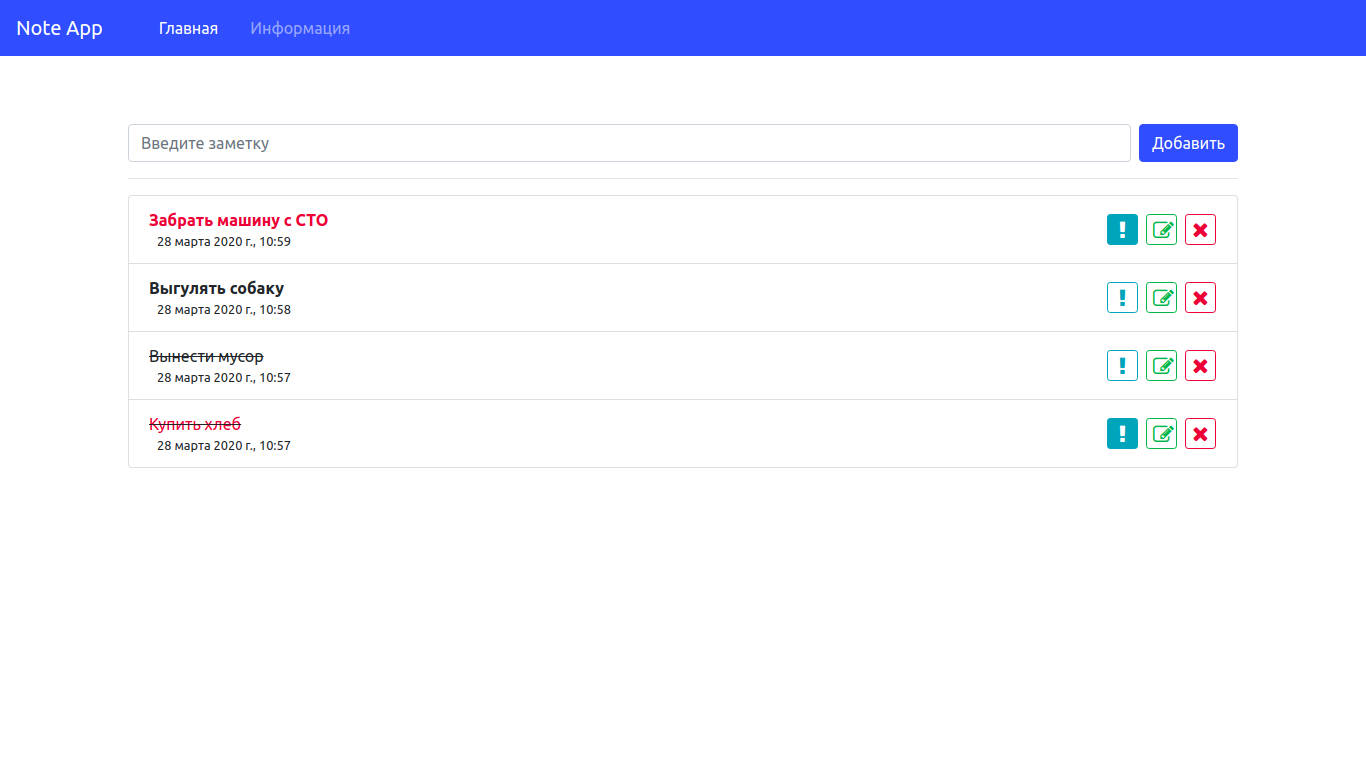 Note App
Главная
Информация
Введите заметку
Добавить
Забрать машину с СТО
28 марта 2020 г., 10:59
Выгулять собаку
28 марта 2020 г., 10:58
Вынести мусор
28 марта 2020 г., 10:57
Купить хлеб
28 марта 2020 г., 10:57